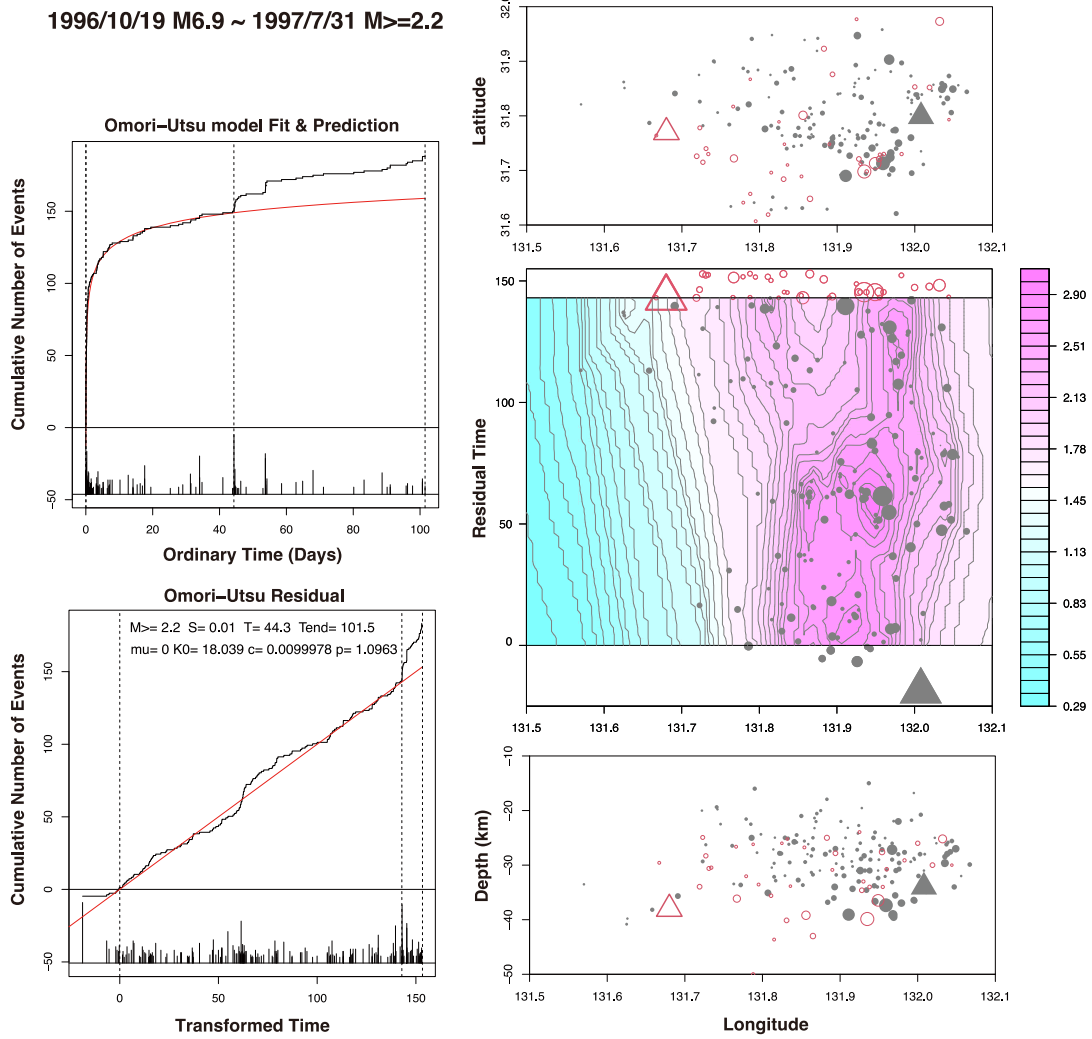 1996/10/19 M6.9 ~ 1997/7/31 M>=2.2
Omori−Utsu model Fit & Prediction
Cumulative Number of Events
150
100
50
0
−50
0 20 40 60 80 100
Ordinary Time (Days)
Omori−Utsu Residual
M>= 2.2 S= 0.01 T= 44.3 Tend= 101.5
mu= 0 K0= 18.039 c= 0.0099978 p= 1.0963
Cumulative Number of Events
150
100
50
0
−50
0 50 100 150
Transformed Time
Latitude
32.0
31.9
31.8
31.7
31.6
131.5 131.6 131.7 131.8 131.9 132.0 132.1
Residual Time
150
100
50
0
131.5 131.6 131.7 131.8 131.9 132.0 132.1
2.90
2.51
2.13
1.78
1.45
1.13
0.83
0.55
0.29
Depth (km)
−10
−20
−30
−40
−50
131.5 131.6 131.7 131.8 131.9 132.0 132.1
Longitude